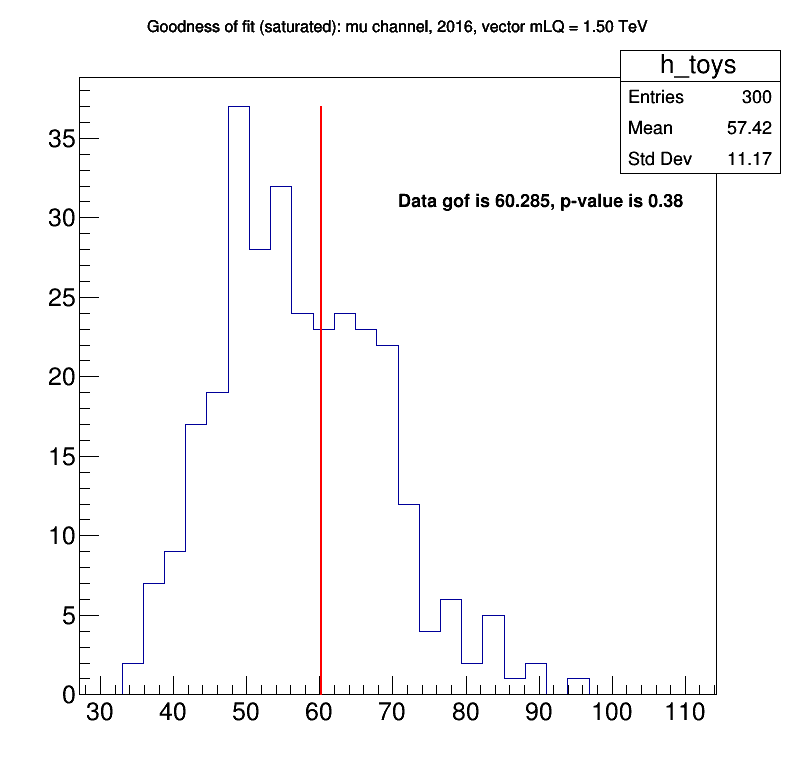 Goodness of fit (saturated): mu channel, 2016, vector mLQ = 1.50 TeV
h_toys
Entries 300
Mean 57.42
Std Dev 11.17
Data gof is 60.285, p-value is 0.38
35
30
25
20
15
10
5
0
30 40 50 60 70 80 90 100 110